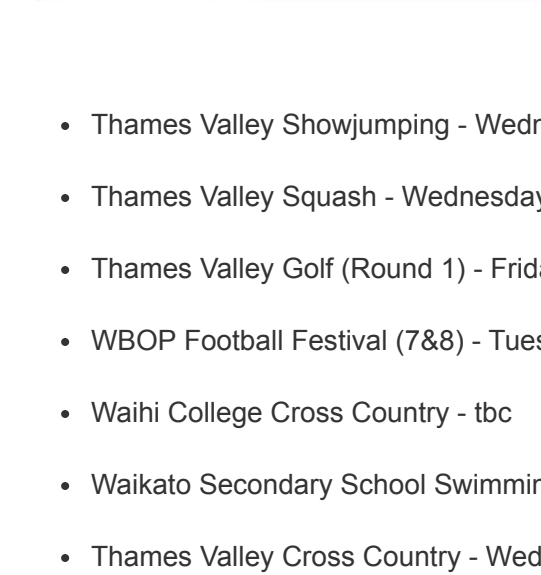 • Thames Valley Showjumping - Wedn
• Thames Valley Squash - Wednesday
• Thames Valley Golf (Round 1) - Frida
• WBOP Football Festival (7&8) - Tues
• Waihi College Cross Country - tbc
• Waikato Secondary School Swimmin
• Thames Valley Cross Country - Wed